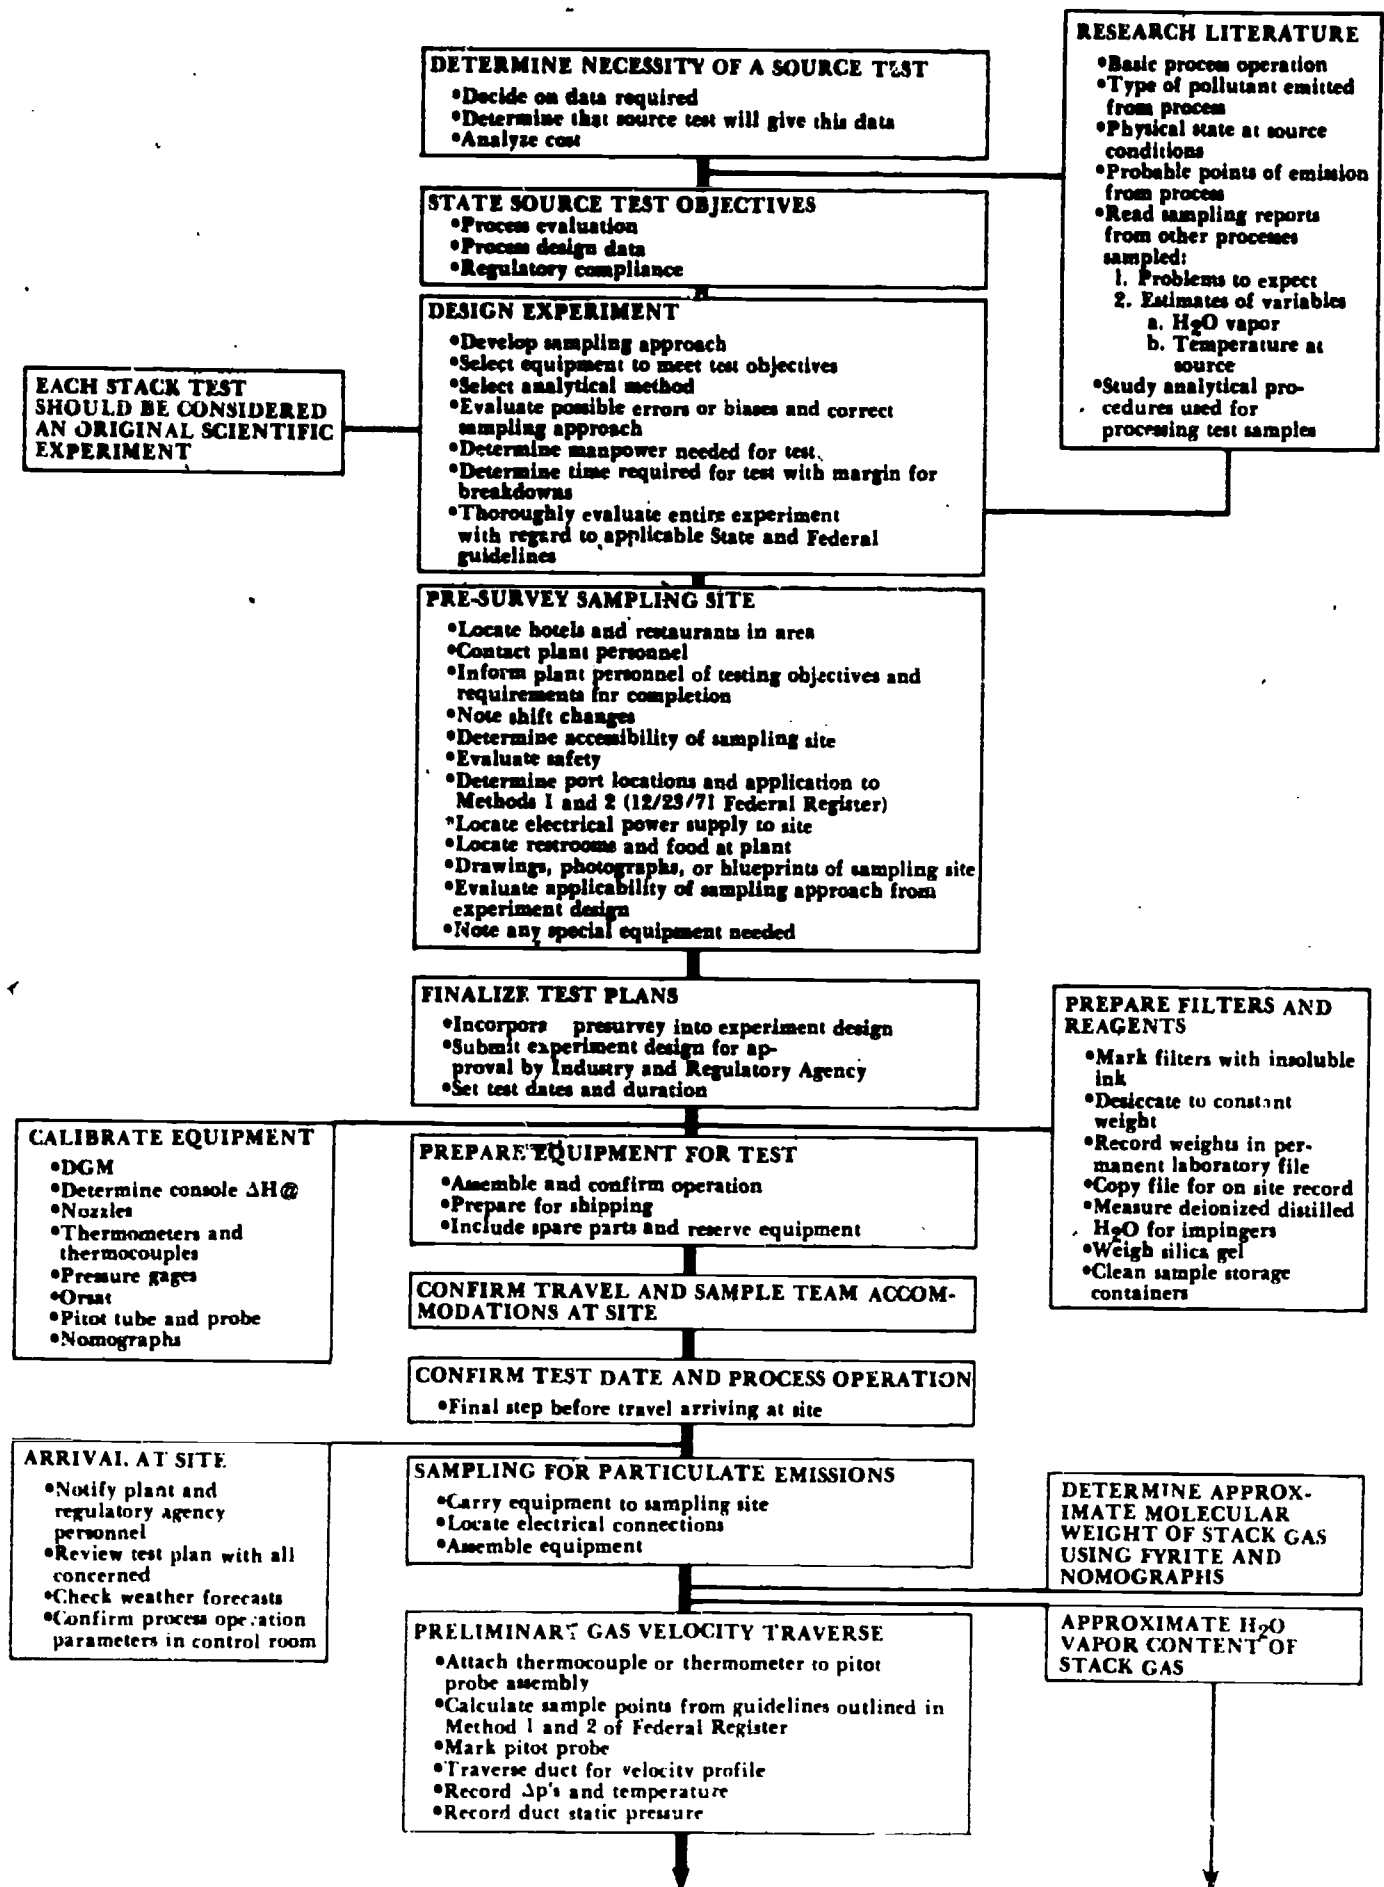 DETERMINE NECESSITY OF A SOURCE TEST
•Decide on data required
•Determine that source test will give this data
•Analyze cost
RESEARCH LITERATURE
•Basic process operation
•Type of pollutant emitted
from process
•Physical state at source
conditions
•Probable points of emission
from process
•Read sampling reports
from other processes
sampled:
1. Problems to expect
2. Estimates of variables
a. H₂O vapor
b. Temperature at
source
•Study analytical pro-
cedures used for
processing test samples
STATE SOURCE TEST OBJECTIVES
•Process evaluation
•Process design data
•Regulatory compliance
DESIGN EXPERIMENT
•Develop sampling approach
•Select equipment to meet test objectives
•Select analytical method
•Evaluate possible errors or biases and correct
sampling approach
•Determine manpower needed for test
•Determine time required for test with margin for
breakdowns
•Thoroughly evaluate entire experiment
with regard to applicable State and Federal
guidelines
EACH STACK TEST
SHOULD BE CONSIDERED
AN ORIGINAL SCIENTIFIC
EXPERIMENT
PRE-SURVEY SAMPLING SITE
•Locate hotels and restaurants in area
•Contact plant personnel
•Inform plant personnel of testing objectives and
requirements for completion
•Note shift changes
•Determine accessibility of sampling site
•Evaluate safety
•Determine port locations and application to
Methods 1 and 2 (12/23/71 Federal Register)
•Locate electrical power supply to site
•Locate restrooms and food at plant
•Drawings, photographs, or blueprints of sampling site
•Evaluate applicability of sampling approach from
experiment design
•Note any special equipment needed
FINALIZE TEST PLANS
•Incorpora presurvey into experiment design
•Submit experiment design for ap-
proval by Industry and Regulatory Agency
•Set test dates and duration
PREPARE FILTERS AND
REAGENTS
•Mark filters with insoluble
ink
•Desiccate to constant
weight
•Record weights in per-
manent laboratory file
•Copy file for on site record
•Measure deionized distilled
H₂O for impingers
•Weigh silica gel
•Clean sample storage
containers
CALIBRATE EQUIPMENT
•DGM
•Determine console ΔH@
•Nozzles
•Thermometers and
thermocouples
•Pressure gages
•Orsat
•Pitot tube and probe
•Nomographs
PREPARE EQUIPMENT FOR TEST
•Assemble and confirm operation
•Prepare for shipping
•Include spare parts and reserve equipment
CONFIRM TRAVEL AND SAMPLE TEAM ACCOM-
MODATIONS AT SITE
CONFIRM TEST DATE AND PROCESS OPERATION
•Final step before travel arriving at site
ARRIVAL AT SITE
•Notify plant and
regulatory agency
personnel
•Review test plan with all
concerned
•Check weather forecasts
•Confirm process operation
parameters in control room
SAMPLING FOR PARTICULATE EMISSIONS
•Carry equipment to sampling site
•Locate electrical connections
•Assemble equipment
DETERMINE APPROX-
IMATE MOLECULAR
WEIGHT OF STACK GAS
USING FYRITE AND
NOMOGRAPHS
APPROXIMATE H₂O
VAPOR CONTENT OF
STACK GAS
PRELIMINARY GAS VELOCITY TRAVERSE
•Attach thermocouple or thermometer to pitot
probe assembly
•Calculate sample points from guidelines outlined in
Method 1 and 2 of Federal Register
•Mark pitot probe
•Traverse duct for velocity profile
•Record Δp's and temperature
•Record duct static pressure